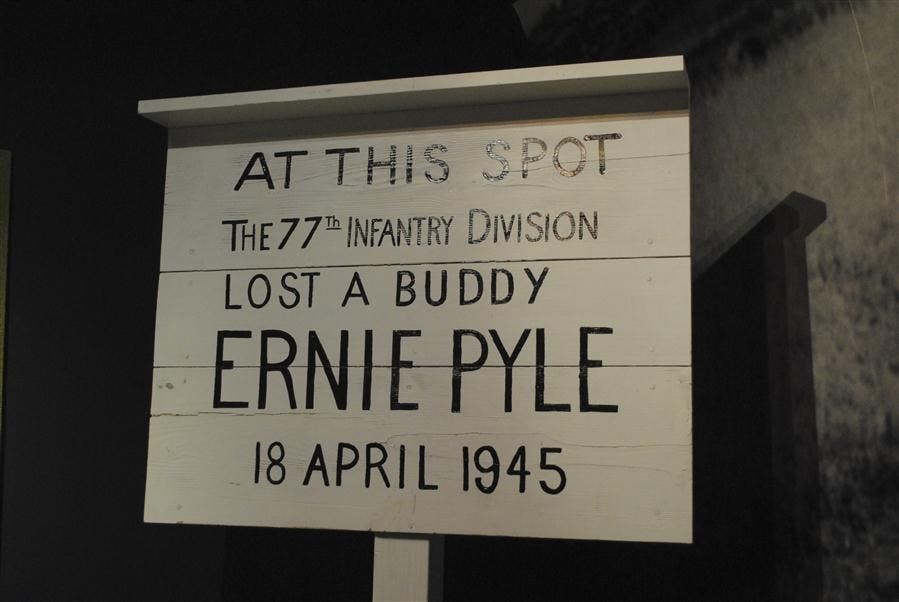 AT THIS SPOT
THE 77th INFANTRY DIVISION
LOST A BUDDY
ERNIE PYLE
18 APRIL 1945